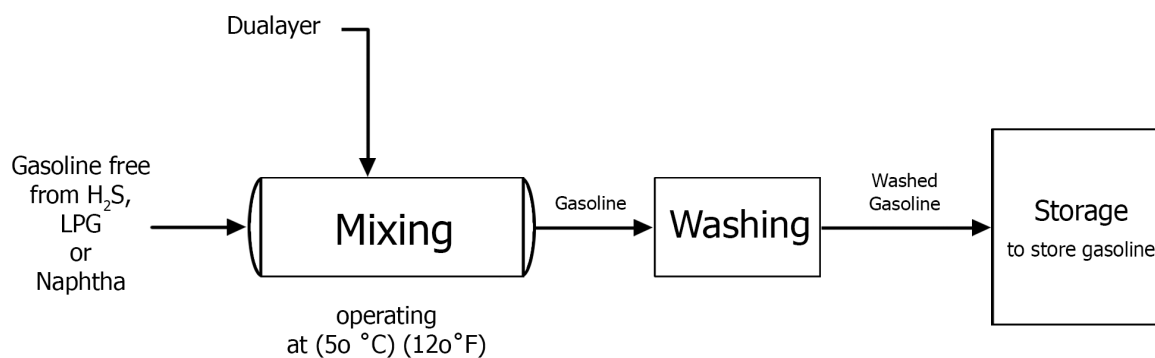 Dualayer
Gasoline free
from H₂S,
LPG
or
Naphtha
Mixing
operating
at (5o °C) (12o°F)
Gasoline
Washing
Washed
Gasoline
Storage
to store gasoline